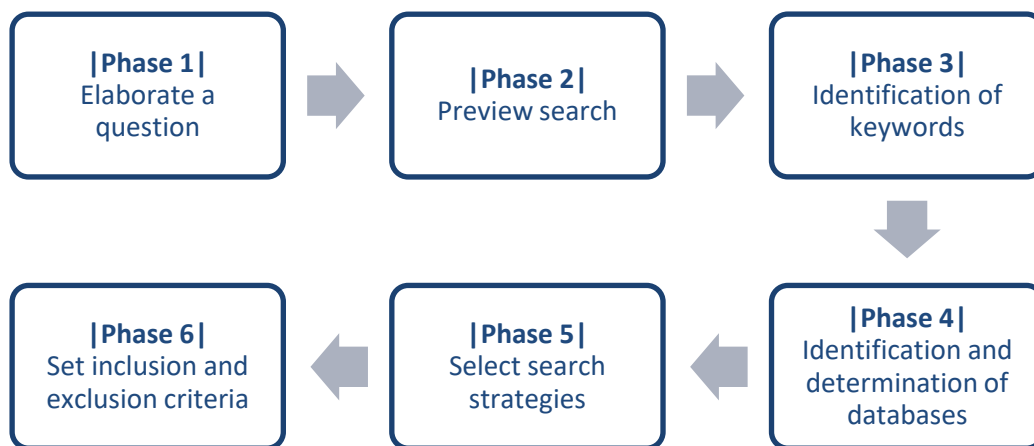 |Phase 1|
Elaborate a
question
|Phase 2|
Preview search
|Phase 3|
Identification of
keywords
|Phase 4|
Identification and
determination of
databases
|Phase 5|
Select search
strategies
|Phase 6|
Set inclusion and
exclusion criteria